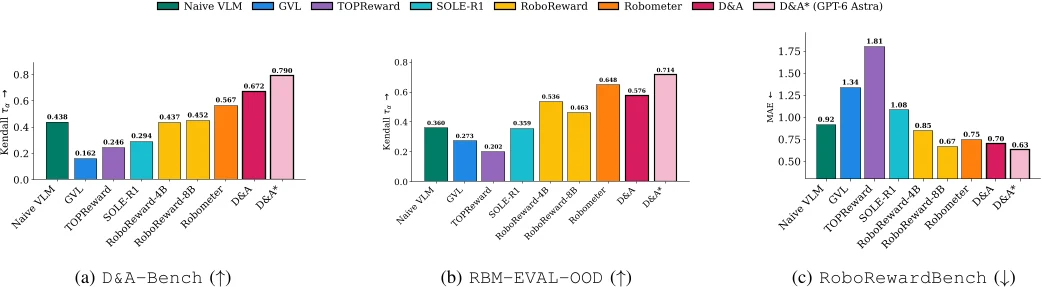 Naive VLM GVL TOPReward SOLE-R1 RoboReward Robometer D&A D&A* (GPT-6 Astra)
Kendall τa →
0.8
0.6
0.4
0.2
0.0
0.438
0.162
0.246
0.294
0.437
0.452
0.567
0.672
0.790
Naive VLM
GVL
TOPReward
SOLE-R1
RoboReward-4B
RoboReward-8B
Robometer
D&A
D&A*
(a) D&A-Bench (↑)
Kendall τa →
0.8
0.6
0.4
0.2
0.0
0.360
0.273
0.202
0.359
0.536
0.463
0.648
0.576
0.714
Naive VLM
GVL
TOPReward
SOLE-R1
RoboReward-4B
RoboReward-8B
Robometer
D&A
D&A*
(b) RBM-EVAL-OOD (↑)
MAE ←
1.75
1.50
1.25
1.00
0.75
0.50
0.92
1.34
1.81
1.08
0.85
0.67
0.75
0.70
0.63
Naive VLM
GVL
TOPReward
SOLE-R1
RoboReward-4B
RoboReward-8B
Robometer
D&A
D&A*
(c) RoboRewardBench (↓)